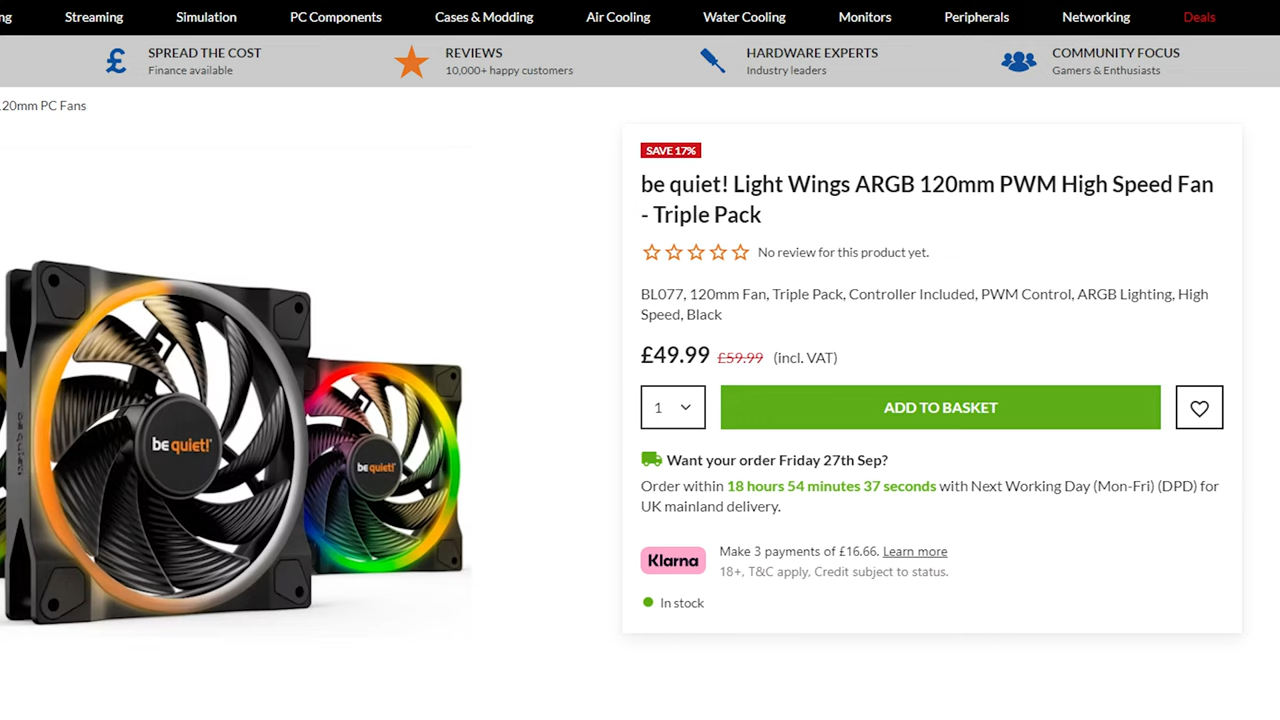 ng Streaming Simulation PC Components Cases & Modding Air Cooling Water Cooling Monitors Peripherals Networking Deals
SPREAD THE COST
Finance available
REVIEWS
10,000+ happy customers
HARDWARE EXPERTS
Industry leaders
COMMUNITY FOCUS
Gamers & Enthusiasts
120mm PC Fans
SAVE 17%
be quiet! Light Wings ARGB 120mm PWM High Speed Fan
- Triple Pack
No review for this product yet.
BL077, 120mm Fan, Triple Pack, Controller Included, PWM Control, ARGB Lighting, High
Speed, Black
£49.99 £59.99 (incl. VAT)
1
ADD TO BASKET
Want your order Friday 27th Sep?
Order within 18 hours 54 minutes 37 seconds with Next Working Day (Mon-Fri) (DPD) for
UK mainland delivery.
Klarna
Make 3 payments of £16.66. Learn more
18+, T&C apply, Credit subject to status.
In stock
be quiet!
be quiet!